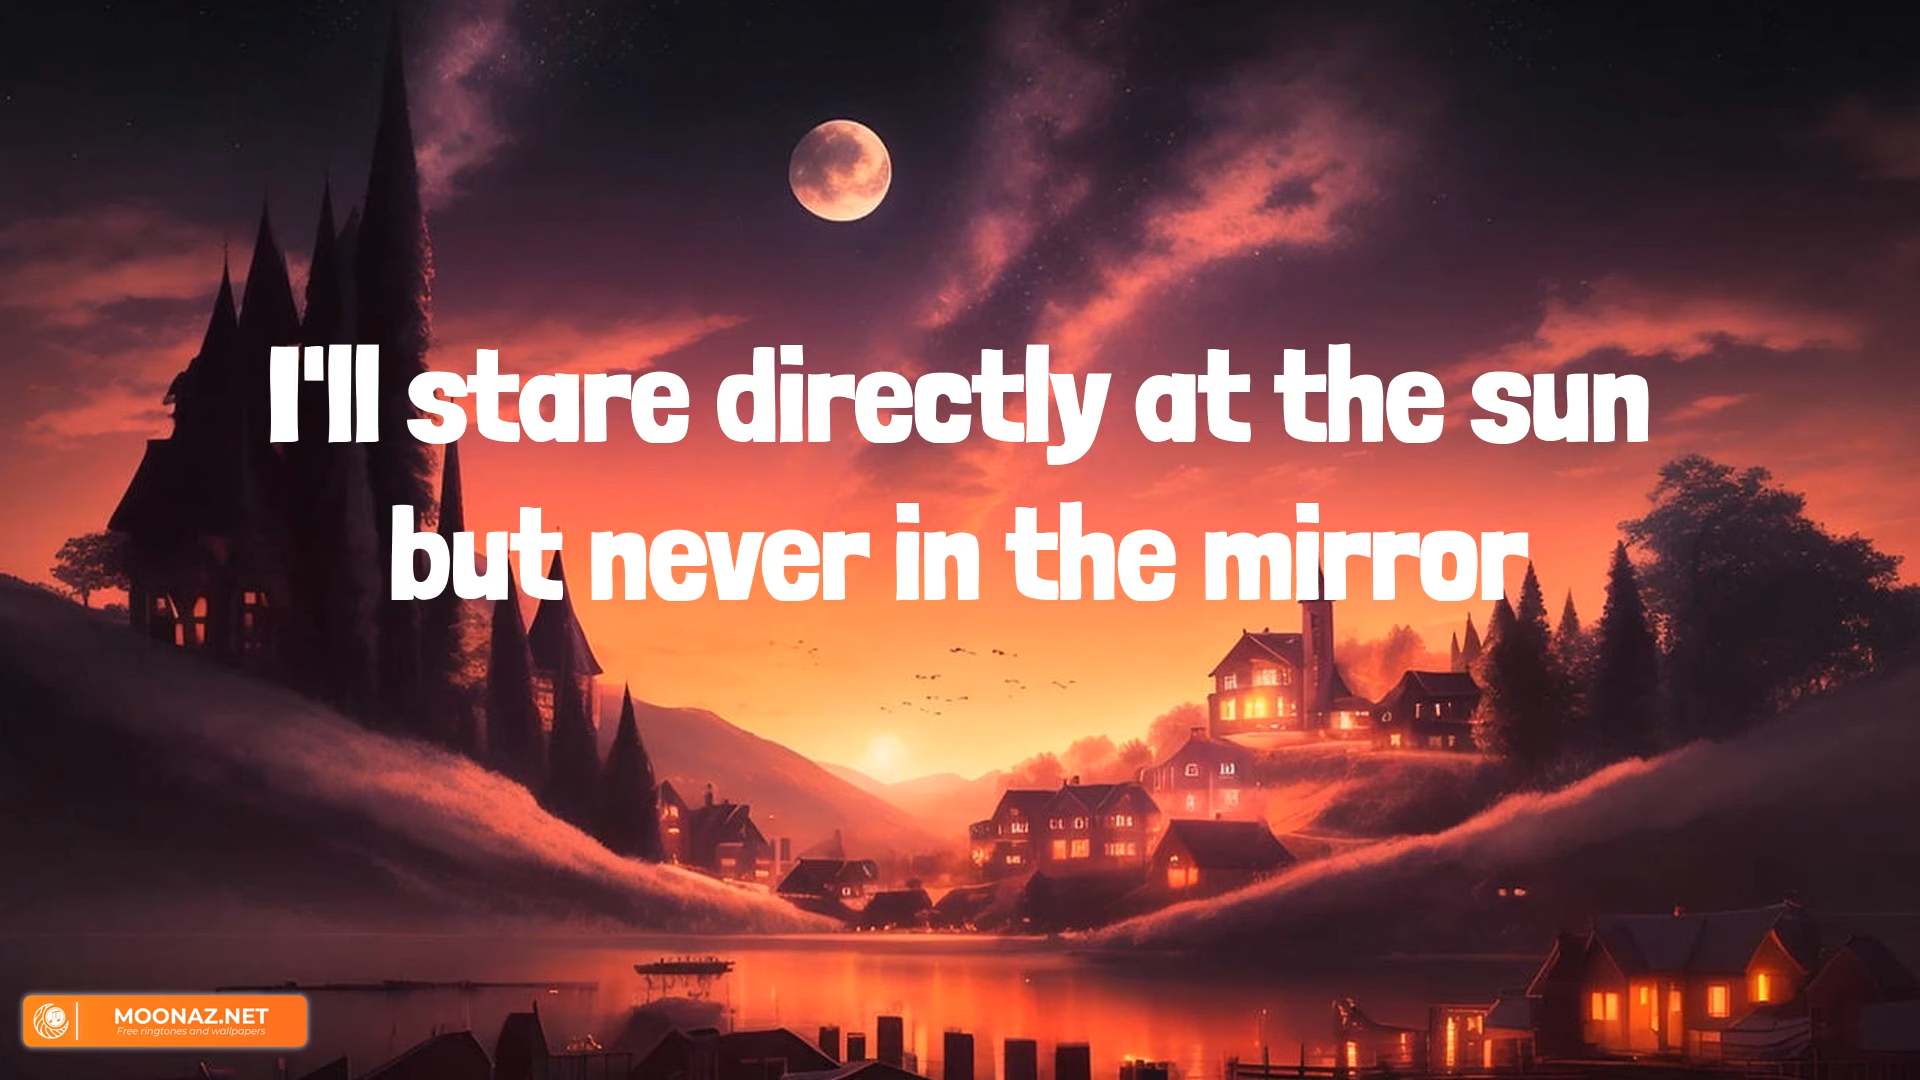 I'll stare directly at the sun
but never in the mirror
MOONAZ.NET
Free ringtones and wallpapers